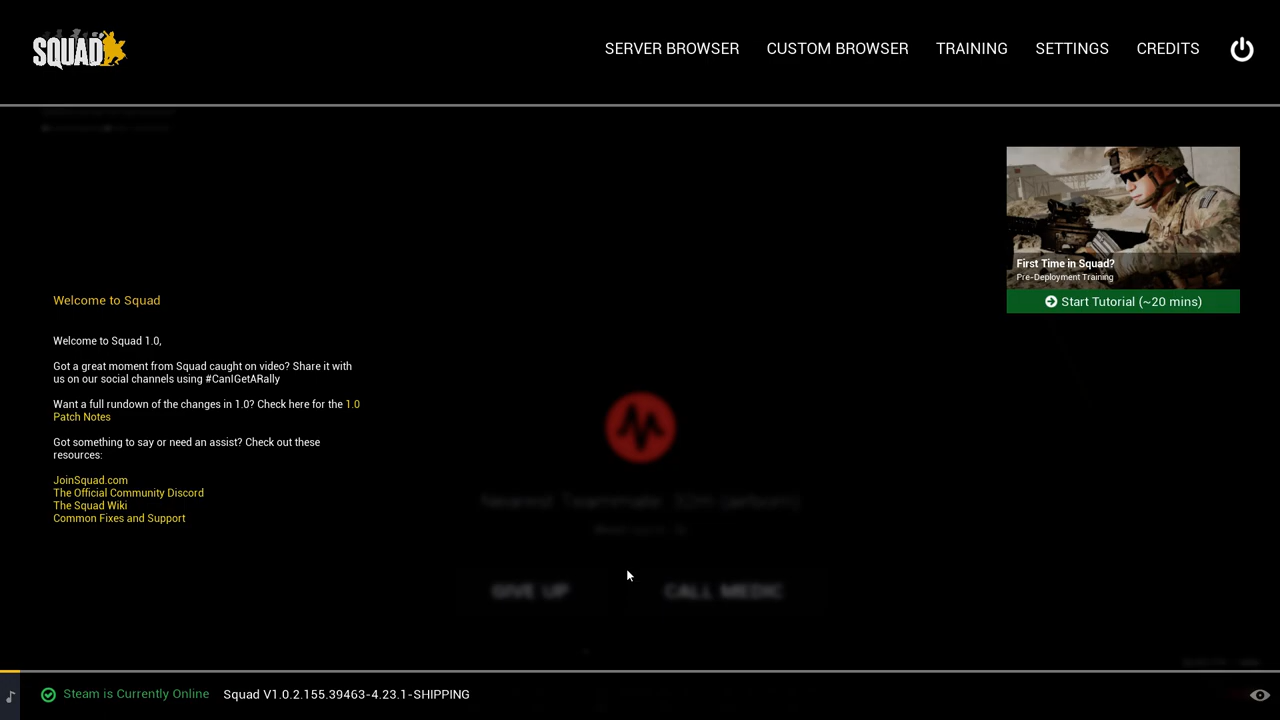 SQUAD
SERVER BROWSER
CUSTOM BROWSER
TRAINING
SETTINGS
CREDITS
First Time in Squad?
Pre-Deployment Training
Start Tutorial (~20 mins)
Welcome to Squad
Welcome to Squad 1.0,
Got a great moment from Squad caught on video? Share it with
us on our social channels using #CanIGetARally
Want a full rundown of the changes in 1.0? Check here for the 1.0
Patch Notes
Got something to say or need an assist? Check out these
resources:
JoinSquad.com
The Official Community Discord
The Squad Wiki
Common Fixes and Support
GIVE UP
CALL MEDIC
Steam is Currently Online
Squad V1.0.2.155.39463-4.23.1-SHIPPING